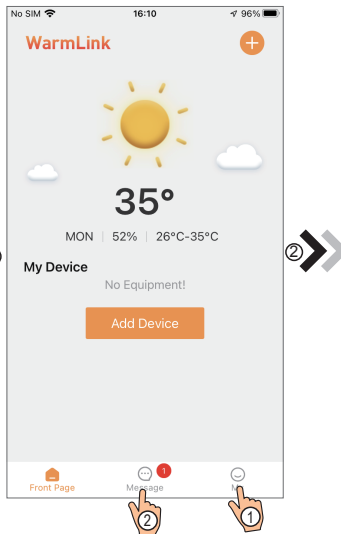 No SIM 16:10 96%
WarmLink
35°
MON | 52% | 26°C-35°C
My Device
No Equipment!
Add Device
②
1
Front Page Message
② ①